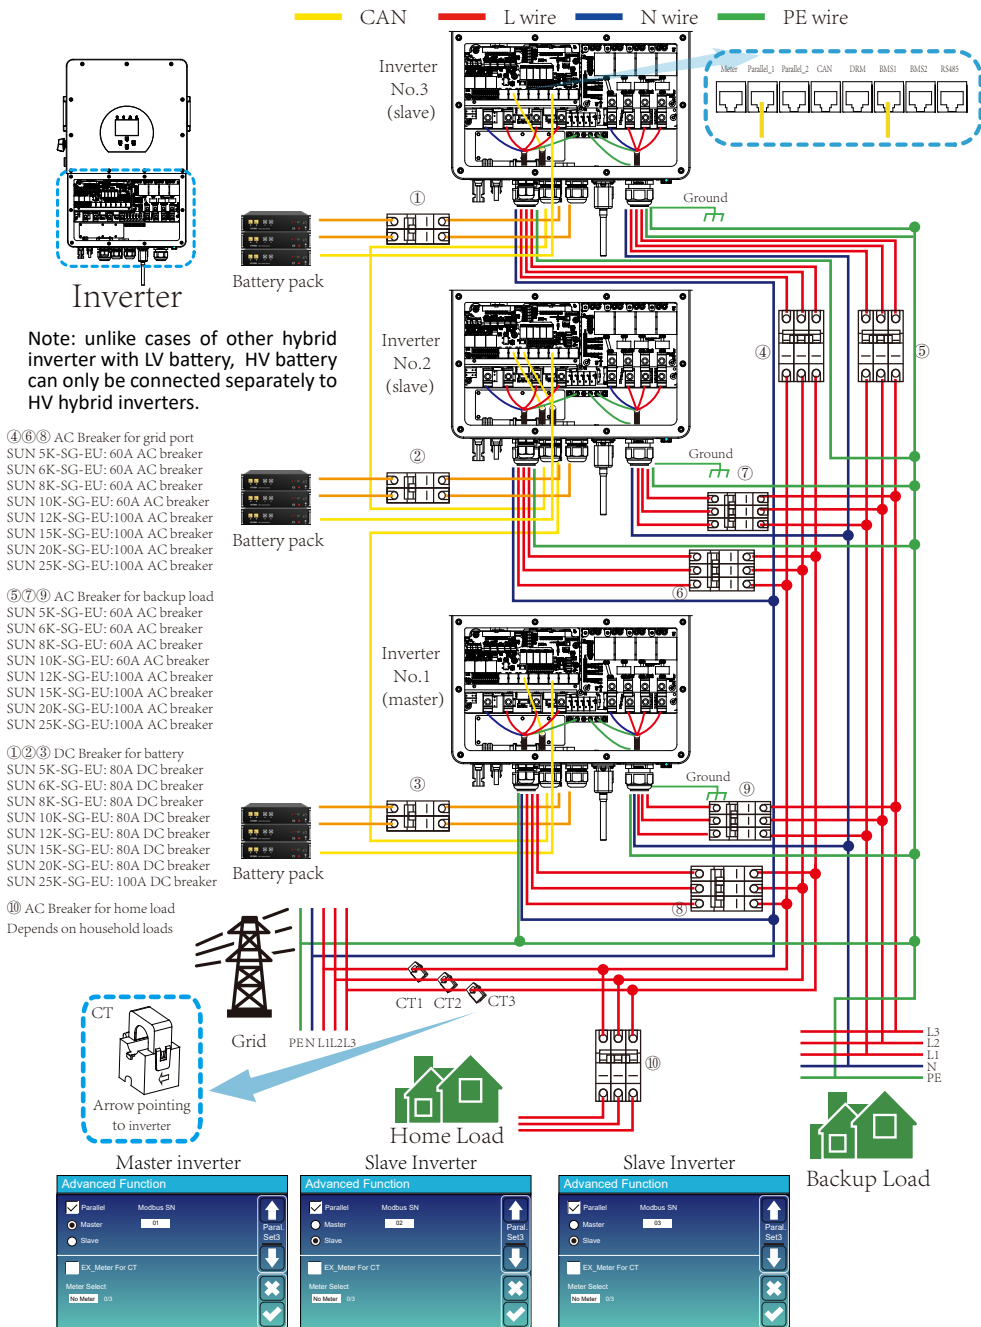 CAN L wire N wire PE wire
Inverter
No.3
(slave)
Meter Parallel_1 Parallel_2 CAN DRM BMS1 BMS2 RS485
①
Ground
Battery pack
Inverter
Note: unlike cases of other hybrid
inverter with LV battery, HV battery
can only be connected separately to
HV hybrid inverters.
Inverter
No.2
(slave)
④
⑤
④⑥⑧ AC Breaker for grid port
SUN 5K-SG-EU: 60A AC breaker
SUN 6K-SG-EU: 60A AC breaker
SUN 8K-SG-EU: 60A AC breaker
SUN 10K-SG-EU: 60A AC breaker
SUN 12K-SG-EU:100A AC breaker
SUN 15K-SG-EU:100A AC breaker
SUN 20K-SG-EU:100A AC breaker
SUN 25K-SG-EU:100A AC breaker
②
Ground
⑦
Battery pack
⑥
⑤⑦⑨ AC Breaker for backup load
SUN 5K-SG-EU: 60A AC breaker
SUN 6K-SG-EU: 60A AC breaker
SUN 8K-SG-EU: 60A AC breaker
SUN 10K-SG-EU: 60A AC breaker
SUN 12K-SG-EU:100A AC breaker
SUN 15K-SG-EU:100A AC breaker
SUN 20K-SG-EU:100A AC breaker
SUN 25K-SG-EU:100A AC breaker
Inverter
No.1
(master)
①②③ DC Breaker for battery
SUN 5K-SG-EU: 80A DC breaker
SUN 6K-SG-EU: 80A DC breaker
SUN 8K-SG-EU: 80A DC breaker
SUN 10K-SG-EU: 80A DC breaker
SUN 12K-SG-EU: 80A DC breaker
SUN 15K-SG-EU: 80A DC breaker
SUN 20K-SG-EU: 80A DC breaker
SUN 25K-SG-EU: 100A DC breaker
③
Ground
⑨
Battery pack
⑧
⑩ AC Breaker for home load
Depends on household loads
CT1 CT2 CT3
CT
Arrow pointing
to inverter
Grid
PE N L1L2L3
⑩
L3
L2
L1
N
PE
Home Load
Backup Load
Master inverter
Advanced Function
Parallel Modbus SN
Master 01
Slave
Paral.
Set3
EX_Meter For CT
Meter Select
No Meter 0/3
Slave Inverter
Advanced Function
Parallel Modbus SN
Master 02
Slave
Paral.
Set3
EX_Meter For CT
Meter Select
No Meter 0/3
Slave Inverter
Advanced Function
Parallel Modbus SN
Master 03
Slave
Paral.
Set3
EX_Meter For CT
Meter Select
No Meter 0/3